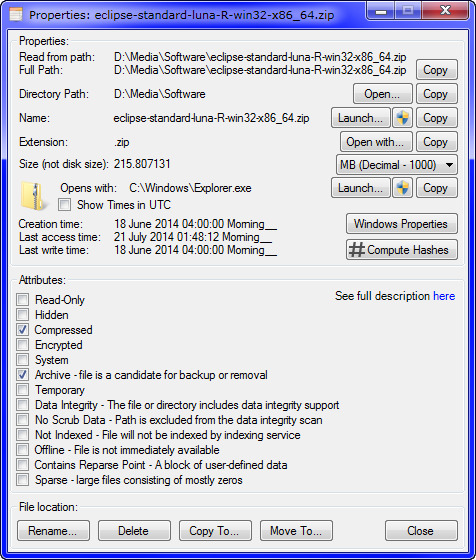 Properties: eclipse-standard-luna-R-win32-x86_64.zip
Properties:
Read from path: D:\Media\Software\eclipse-standard-luna-R-win32-x86_64.zip
Full Path: D:\Media\Software\eclipse-standard-luna-R-win32-x86_64.zip Copy
Directory Path: D:\Media\Software Open... Copy
Name: eclipse-standard-luna-R-win32-x86_64.zip Launch... Copy
Extension: .zip Open with... Copy
Size (not disk size): 215.807131 MB (Decimal - 1000)
Opens with: C:\Windows\Explorer.exe Launch... Copy
Show Times in UTC
Creation time: 18 June 2014 04:00:00 Morning__ Windows Properties
Last access time: 21 July 2014 01:48:12 Morning__
Last write time: 18 June 2014 04:00:00 Morning__ # Compute Hashes
Attributes:
See full description here
Read-Only
Hidden
Compressed
Encrypted
System
Archive - file is a candidate for backup or removal
Temporary
Data Integrity - The file or directory includes data integrity support
No Scrub Data - Path is excluded from the data integrity scan
Not Indexed - File will not be indexed by indexing service
Offline - File is not immediately available
Contains Reparse Point - A block of user-defined data
Sparse - large files consisting of mostly zeros
File location:
Rename... Delete Copy To... Move To... Close